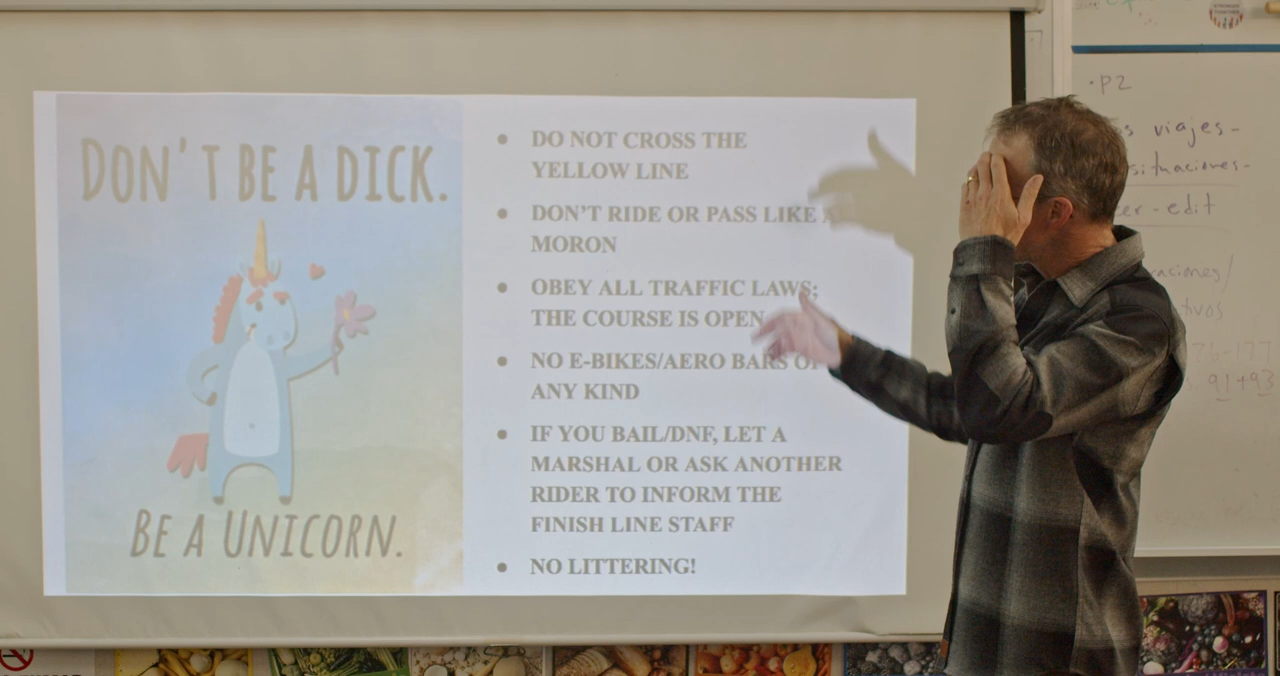 DON'T BE A DICK.
BE A UNICORN.
• DO NOT CROSS THE
YELLOW LINE
• DON'T RIDE OR PASS LIKE A
MORON
• OBEY ALL TRAFFIC LAWS;
THE COURSE IS OPEN
• NO E-BIKES/AERO BARS OF
ANY KIND
• IF YOU BAIL/DNF, LET A
MARSHAL OR ASK ANOTHER
RIDER TO INFORM THE
FINISH LINE STAFF
• NO LITTERING!
·P2
viajes-
situaciones-
-edit
91+93